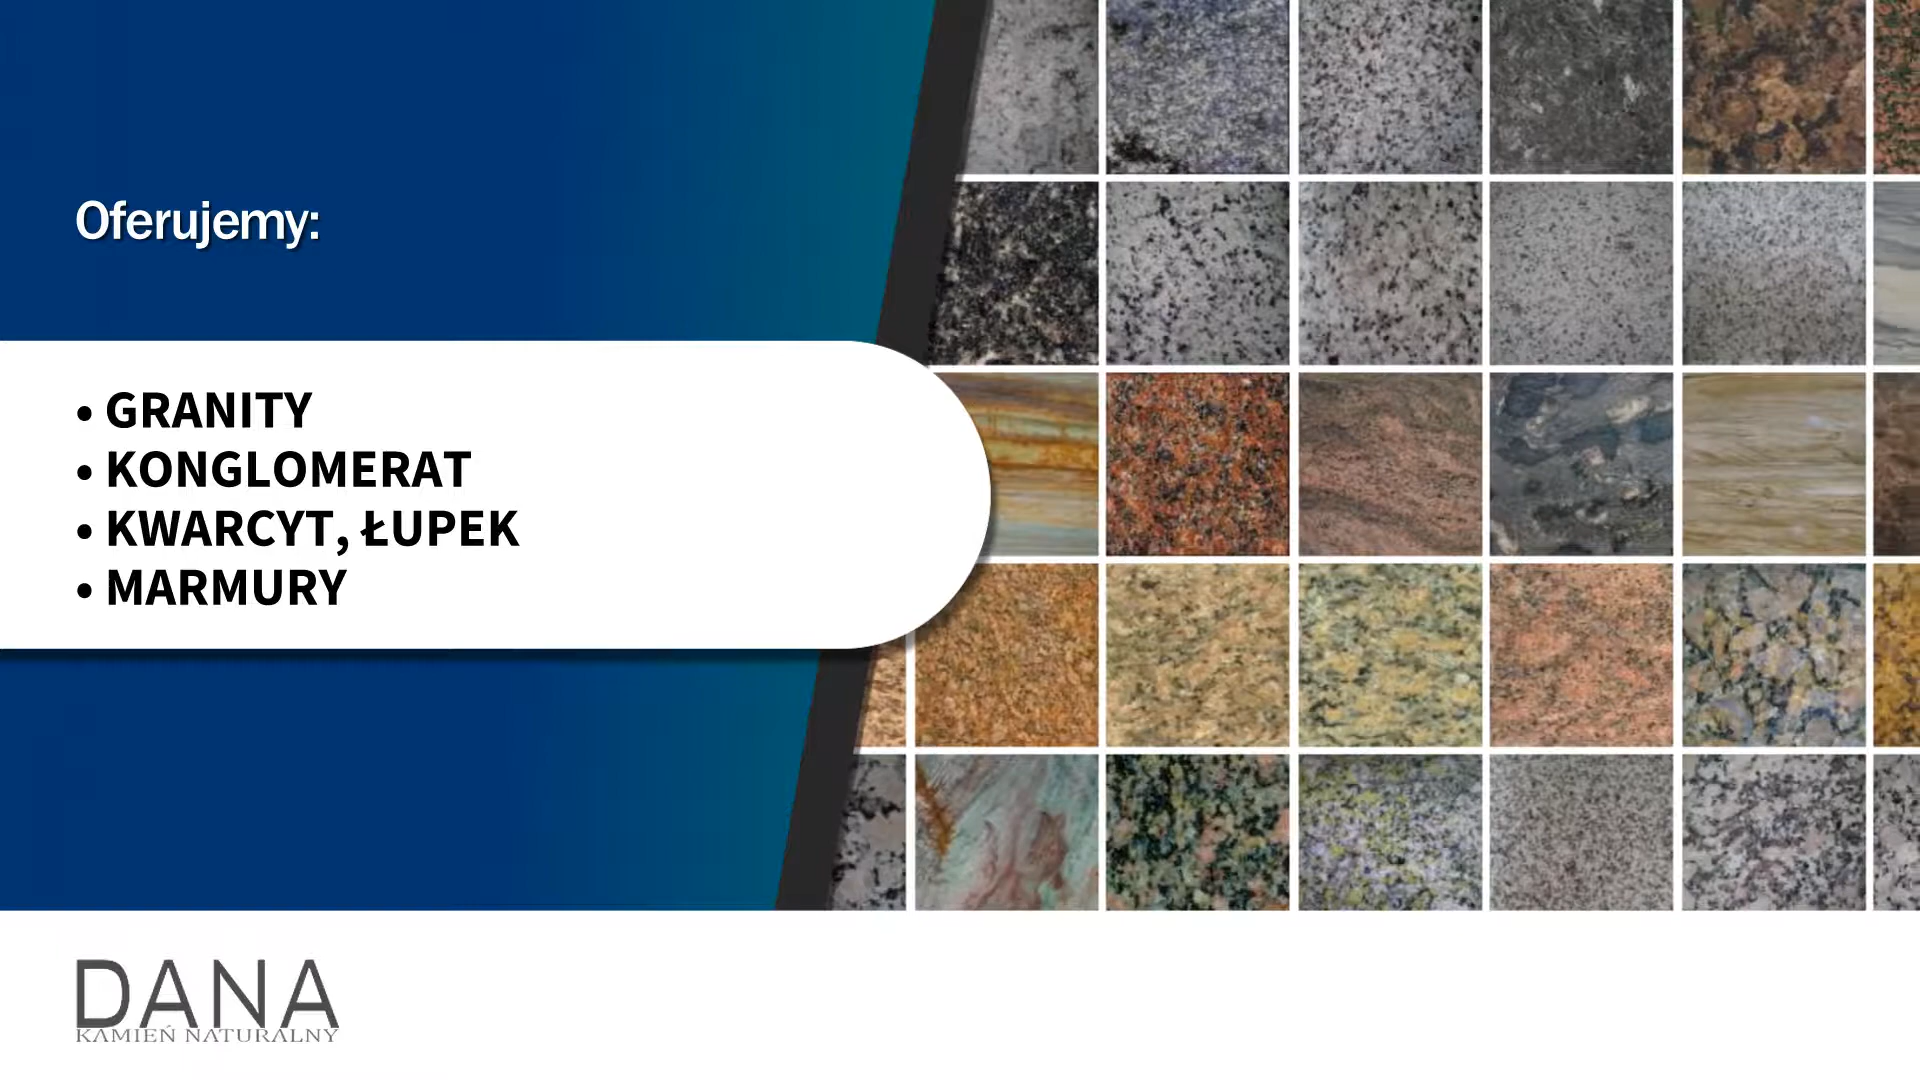 Oferujemy:
• GRANITY
• KONGLOMERAT
• KWARCYT, ŁUPEK
• MARMURY
DANA
KAMIEŃ NATURALNY